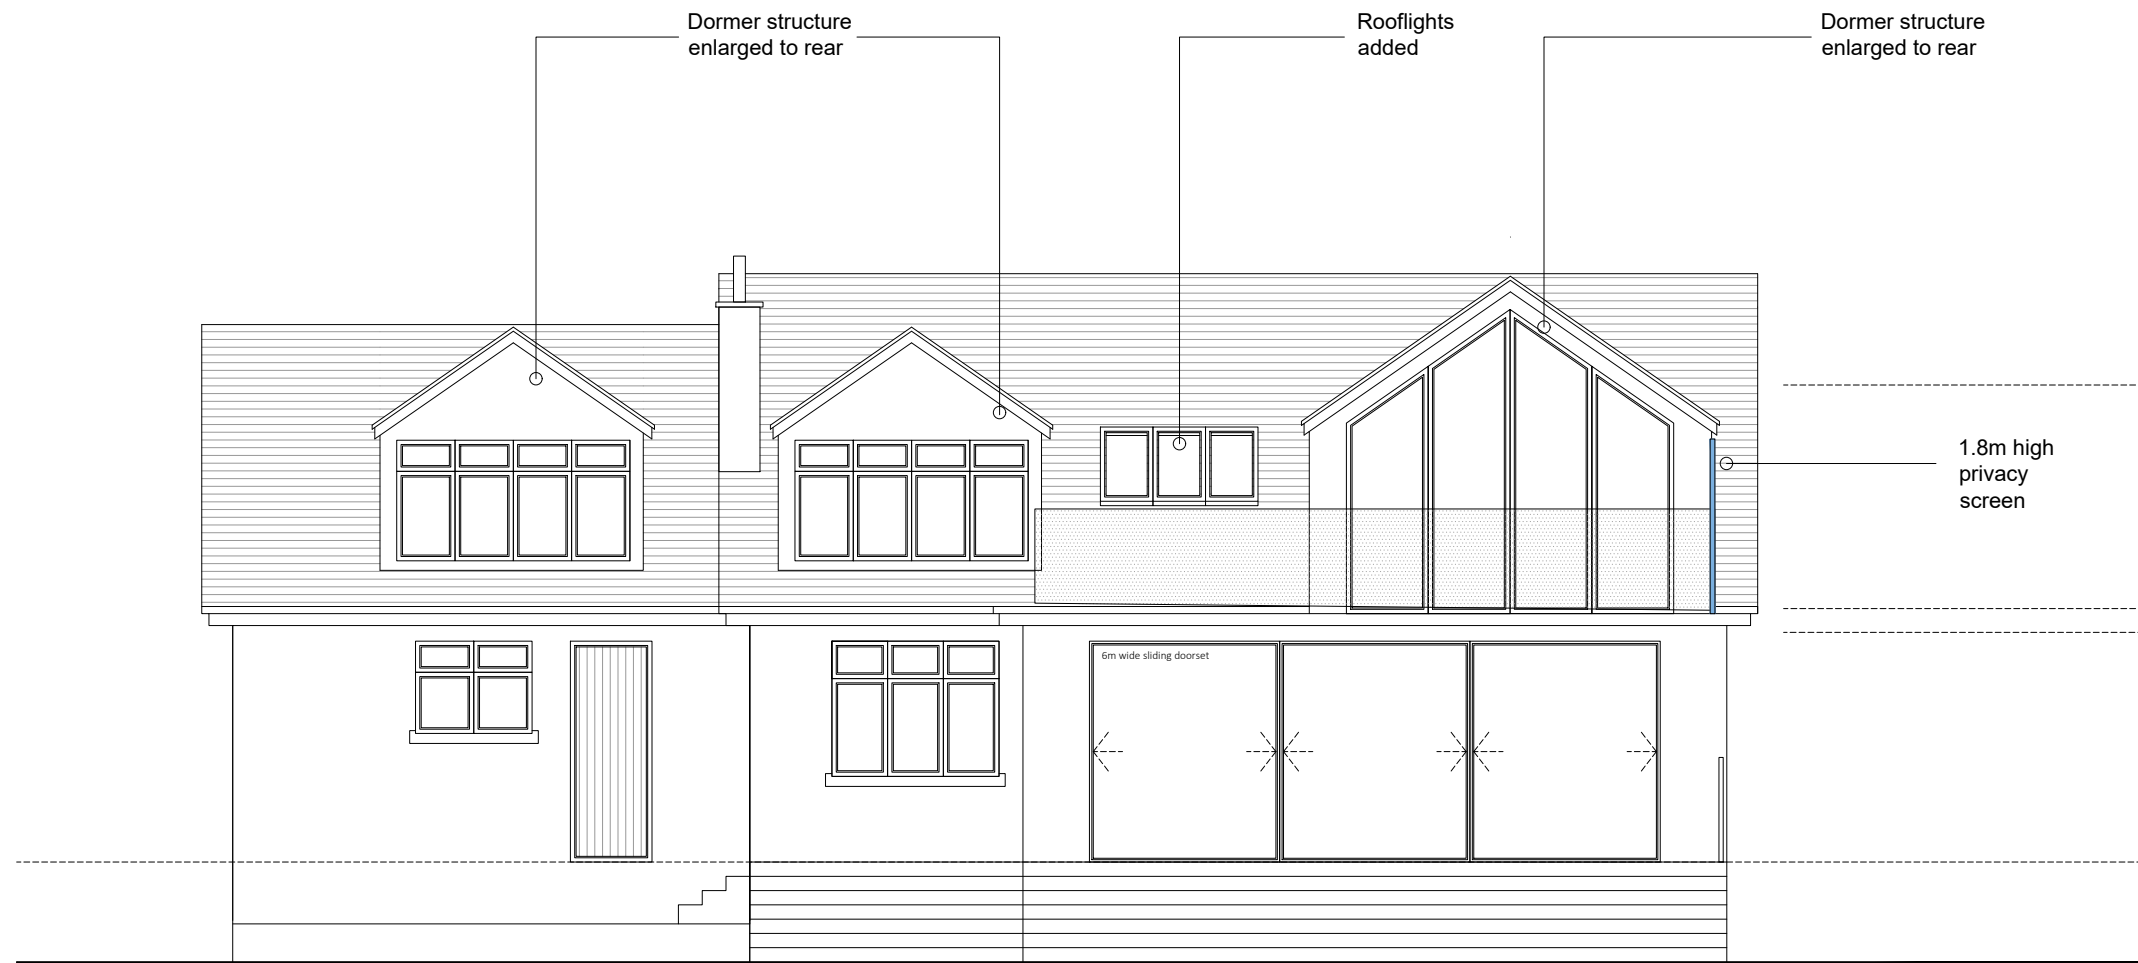 Dormer structure
enlarged to rear
Rooflights
added
Dormer structure
enlarged to rear
1.8m high
privacy
screen
6m wide sliding doorset